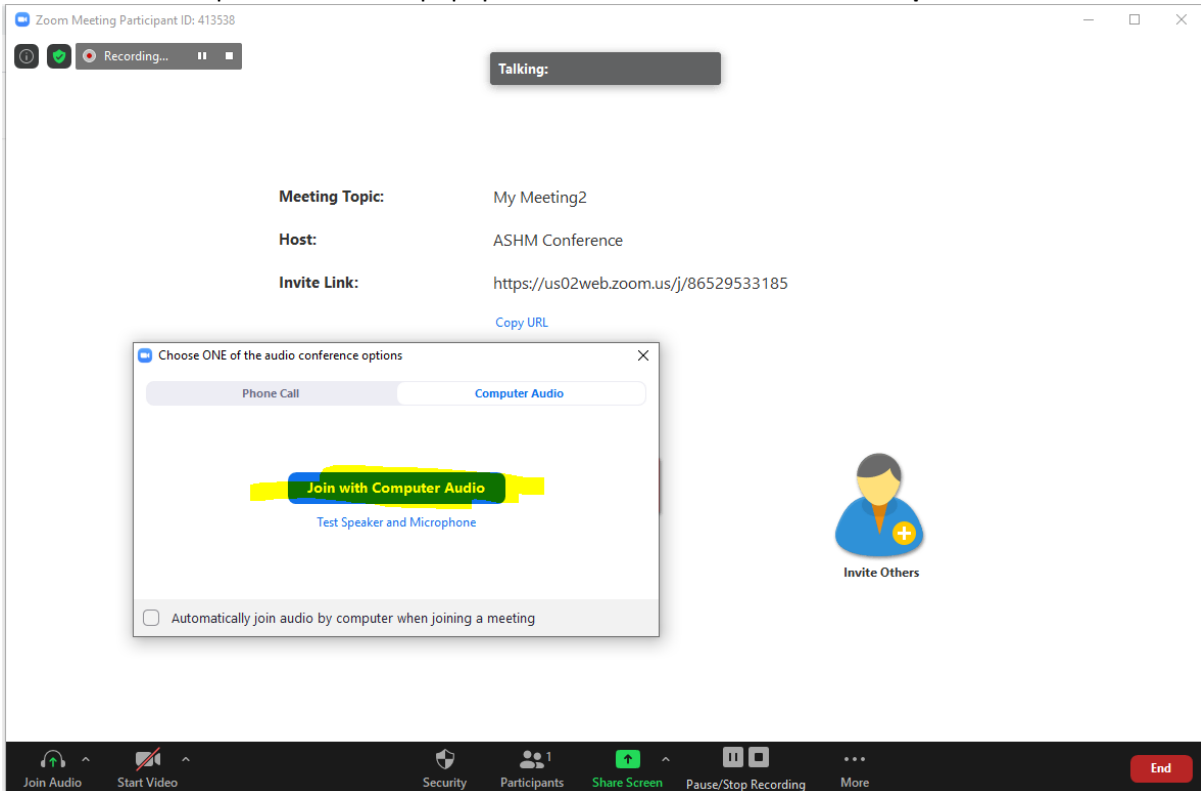 Zoom Meeting Participant ID: 413538
Recording...
Talking:
Meeting Topic: My Meeting2
Host: ASHM Conference
Invite Link: https://us02web.zoom.us/j/86529533185
Copy URL
Choose ONE of the audio conference options
Phone Call Computer Audio
Join with Computer Audio
Test Speaker and Microphone
Invite Others
Automatically join audio by computer when joining a meeting
1
Join Audio Start Video Security Participants Share Screen Pause/Stop Recording More End